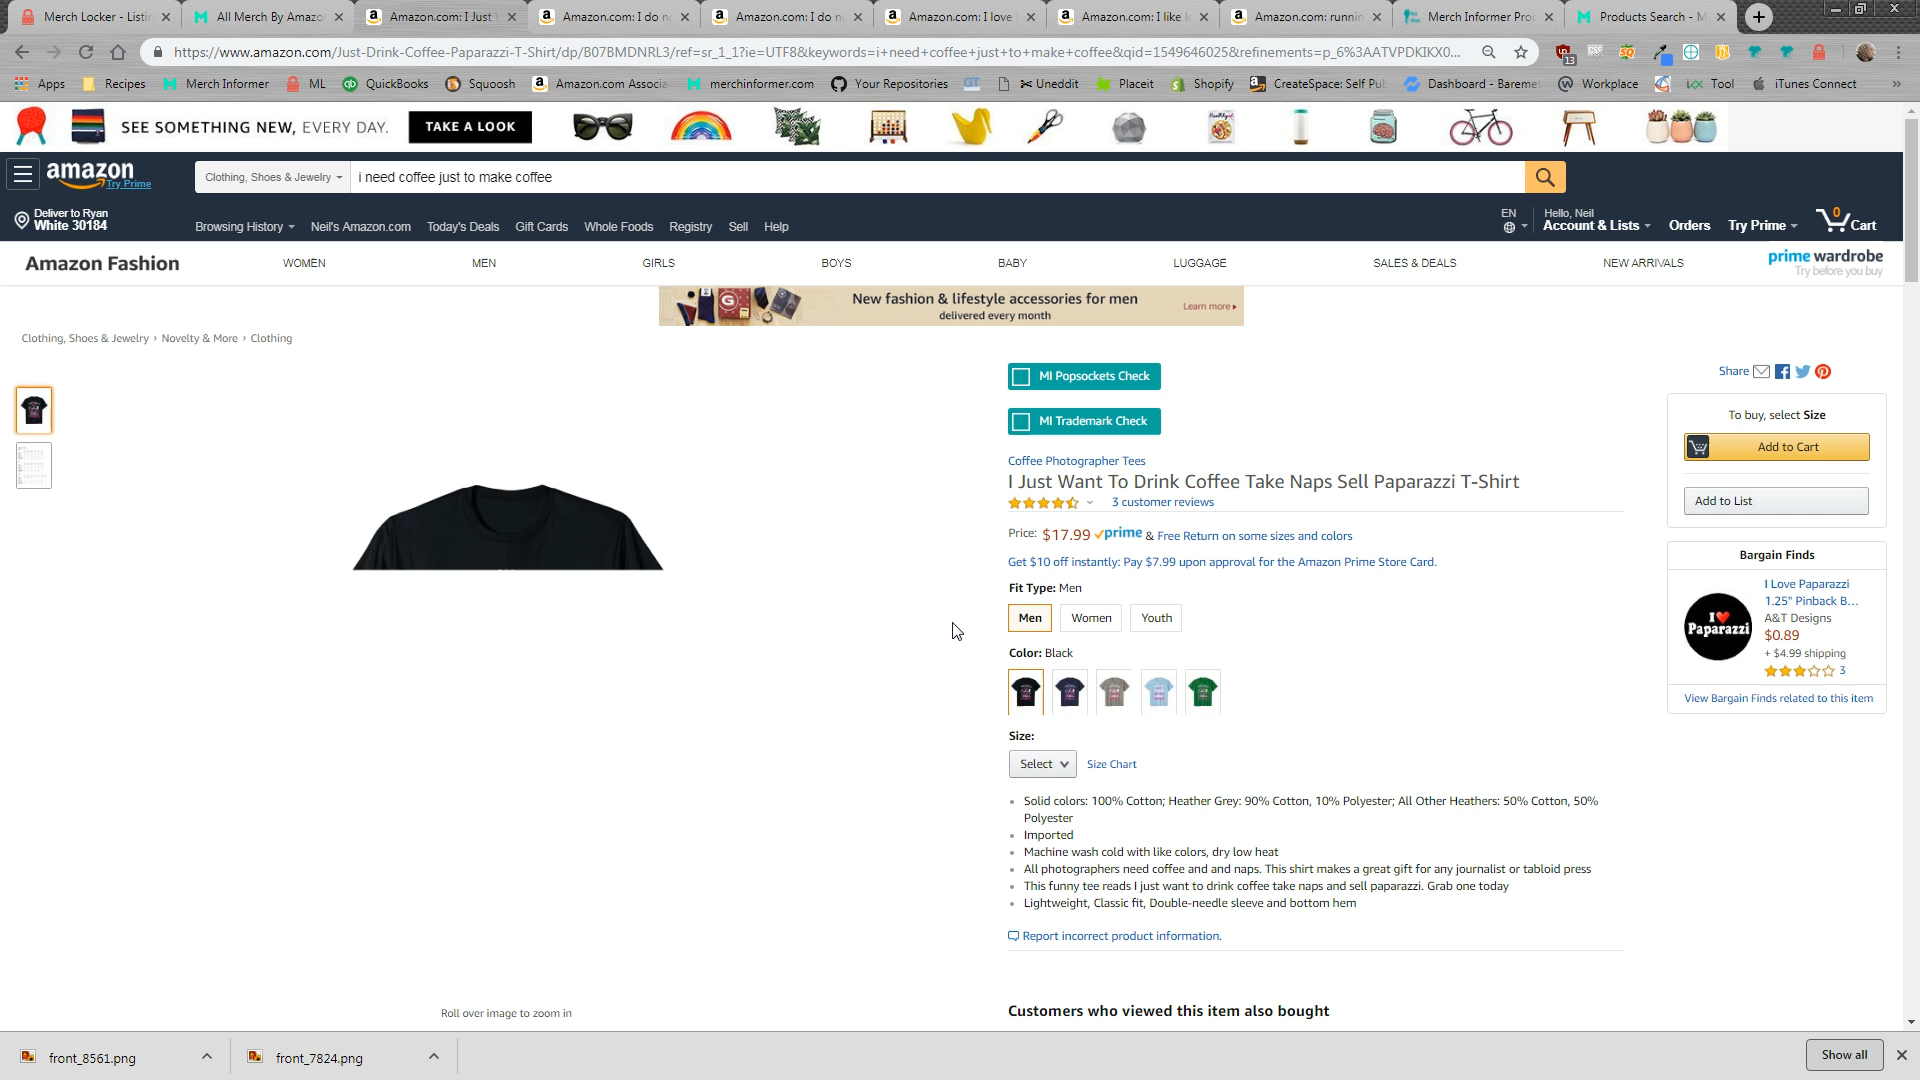 Merch Locker - Listin
All Merch By Amazo
Amazon.com: I Just
Amazon.com: I do n
Amazon.com: I do n
Amazon.com: I love
Amazon.com: I like
Amazon.com: runnin
Merch Informer Pro
Products Search - M
https://www.amazon.com/Just-Drink-Coffee-Paparazzi-T-Shirt/dp/B07BMDNRL3/ref=sr_1_1?ie=UTF8&keywords=i+need+coffee+just+to+make+coffee&qid=1549646025&refinements=p_6%3AATVPDKIKX0...
13
Apps
Recipes
Merch Informer
ML
QuickBooks
Squoosh
Amazon.com Associa
merchinformer.com
Your Repositories
GT
Uneddit
Placeit
Shopify
CreateSpace: Self Pub
Dashboard - Bareme
Workplace
Tool
iTunes Connect
SEE SOMETHING NEW, EVERY DAY.
TAKE A LOOK
amazon
Try Prime
Clothing, Shoes & Jewelry
i need coffee just to make coffee
Deliver to Ryan
White 30184
Browsing History
Neil's Amazon.com
Today's Deals
Gift Cards
Whole Foods
Registry
Sell
Help
EN
Hello, Neil
Account & Lists
Orders
Try Prime
0
Cart
Amazon Fashion
WOMEN
MEN
GIRLS
BOYS
BABY
LUGGAGE
SALES & DEALS
NEW ARRIVALS
prime wardrobe
Try before you buy
New fashion & lifestyle accessories for men
delivered every month
Learn more
Clothing, Shoes & Jewelry › Novelty & More › Clothing
MI Popsockets Check
MI Trademark Check
Coffee Photographer Tees
I Just Want To Drink Coffee Take Naps Sell Paparazzi T-Shirt
3 customer reviews
Price: $17.99 prime & Free Return on some sizes and colors
Get $10 off instantly: Pay $7.99 upon approval for the Amazon Prime Store Card.
Fit Type: Men
Men
Women
Youth
Color: Black
Size:
Select
Size Chart
Solid colors: 100% Cotton; Heather Grey: 90% Cotton, 10% Polyester; All Other Heathers: 50% Cotton, 50%
Polyester
Imported
Machine wash cold with like colors, dry low heat
All photographers need coffee and and naps. This shirt makes a great gift for any journalist or tabloid press
This funny tee reads I just want to drink coffee take naps and sell paparazzi. Grab one today
Lightweight, Classic fit, Double-needle sleeve and bottom hem
Report incorrect product information.
Roll over image to zoom in
Customers who viewed this item also bought
Share
To buy, select Size
Add to Cart
Add to List
Bargain Finds
I Love Paparazzi
1.25" Pinback B...
A&T Designs
$0.89
+ $4.99 shipping
3
I
Paparazzi
View Bargain Finds related to this item
front_8561.png
front_7824.png
Show all